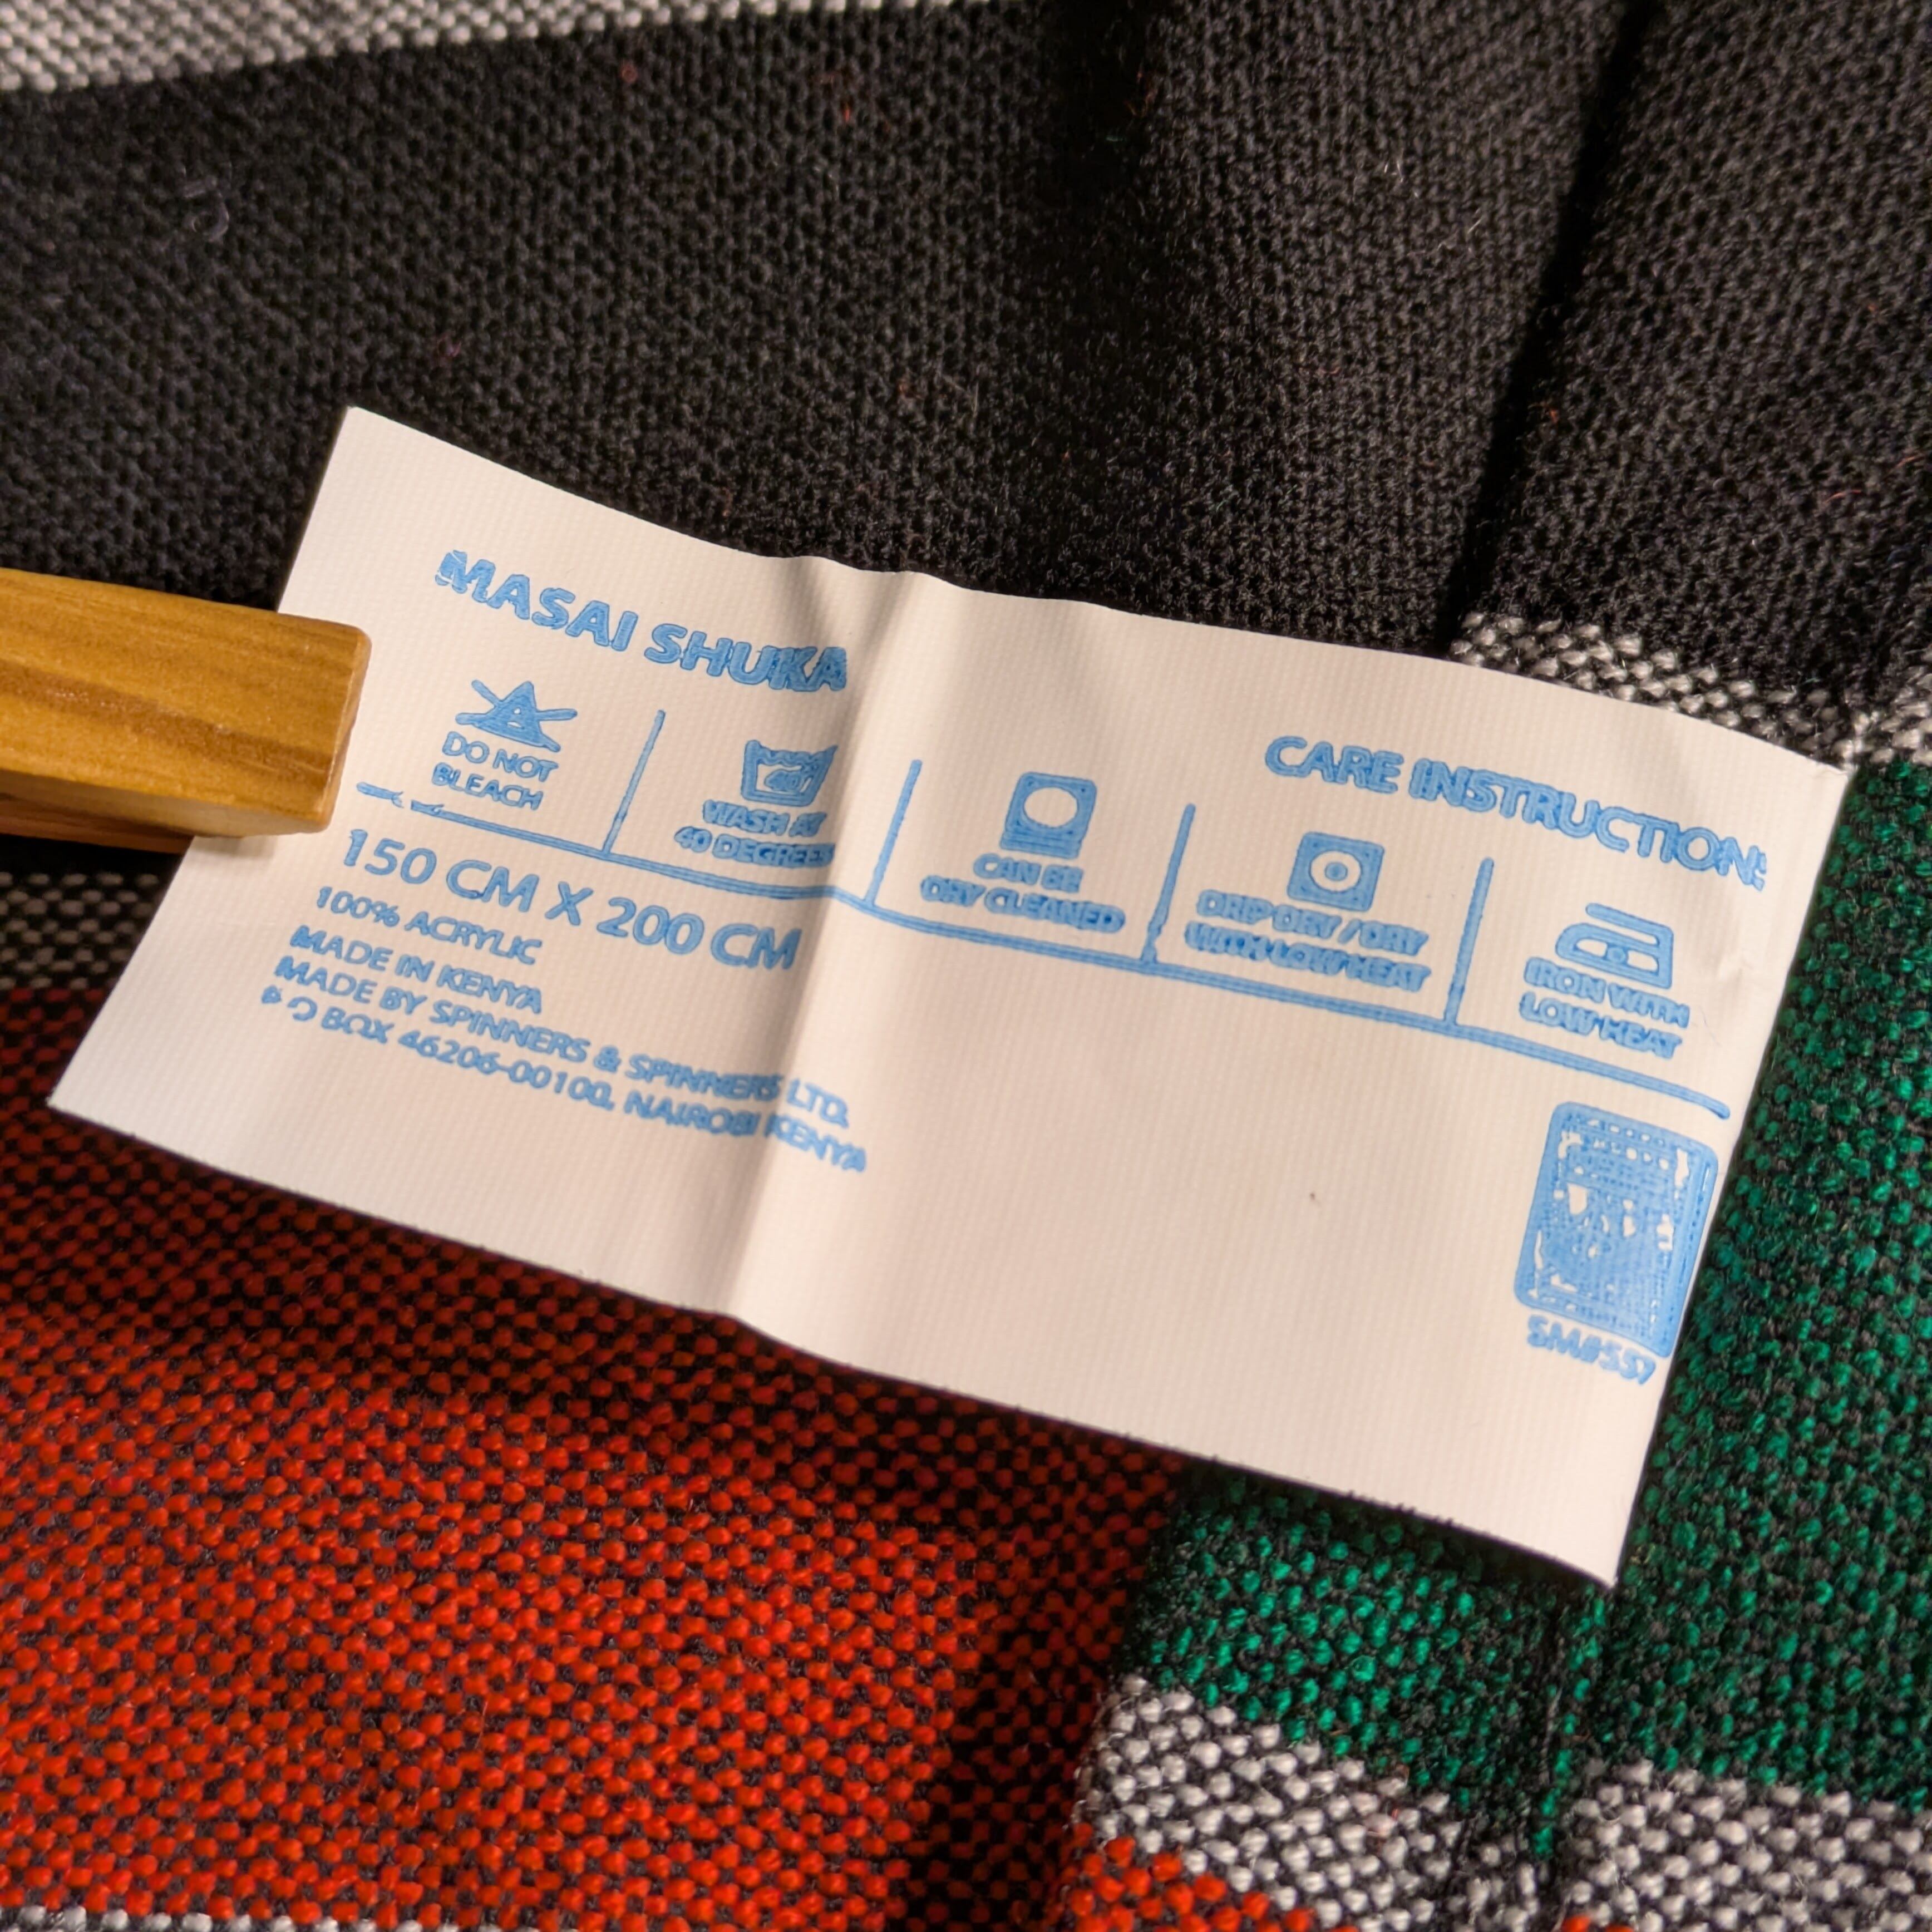 MASAI SHUKA
CARE INSTRUCTIONS
DO NOT
BLEACH
40°
WASH AT
40 DEGREES
CAN BE
DRY CLEANED
DRIP DRY / DRY
WITH LOW HEAT
IRON WITH
LOW HEAT
150 CM X 200 CM
100% ACRYLIC
MADE IN KENYA
MADE BY SPINNERS & SPINNERS LTD.
P O BOX 46206-00100, NAIROBI KENYA
SM#557